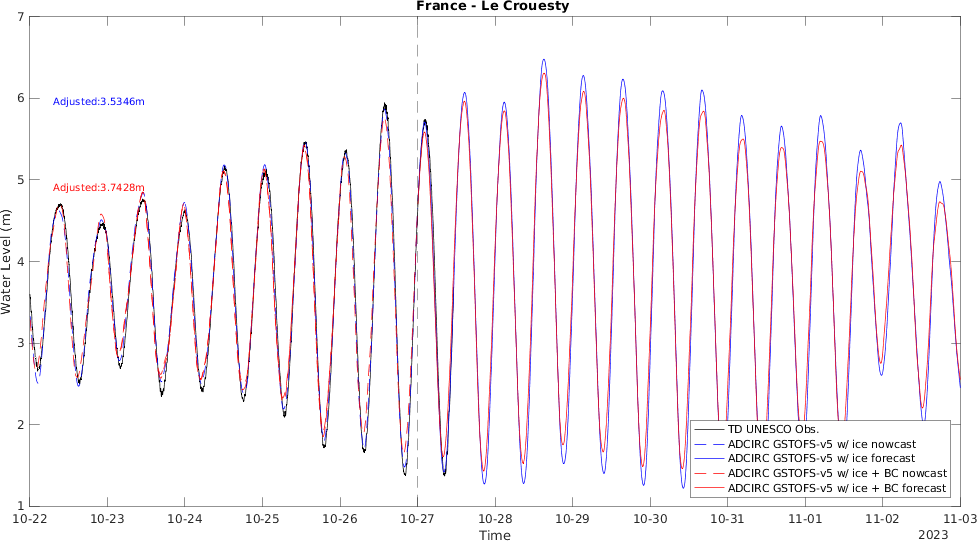 France - Le Crouesty
7
6
5
4
3
2
1
Water Level (m)
Adjusted:3.5346m
Adjusted:3.7428m
TD UNESCO Obs.
ADCIRC GSTOFS-v5 w/ ice nowcast
ADCIRC GSTOFS-v5 w/ ice forecast
ADCIRC GSTOFS-v5 w/ ice + BC nowcast
ADCIRC GSTOFS-v5 w/ ice + BC forecast
10-22 10-23 10-24 10-25 10-26 10-27 10-28 10-29 10-30 10-31 11-01 11-02 11-03
Time
2023